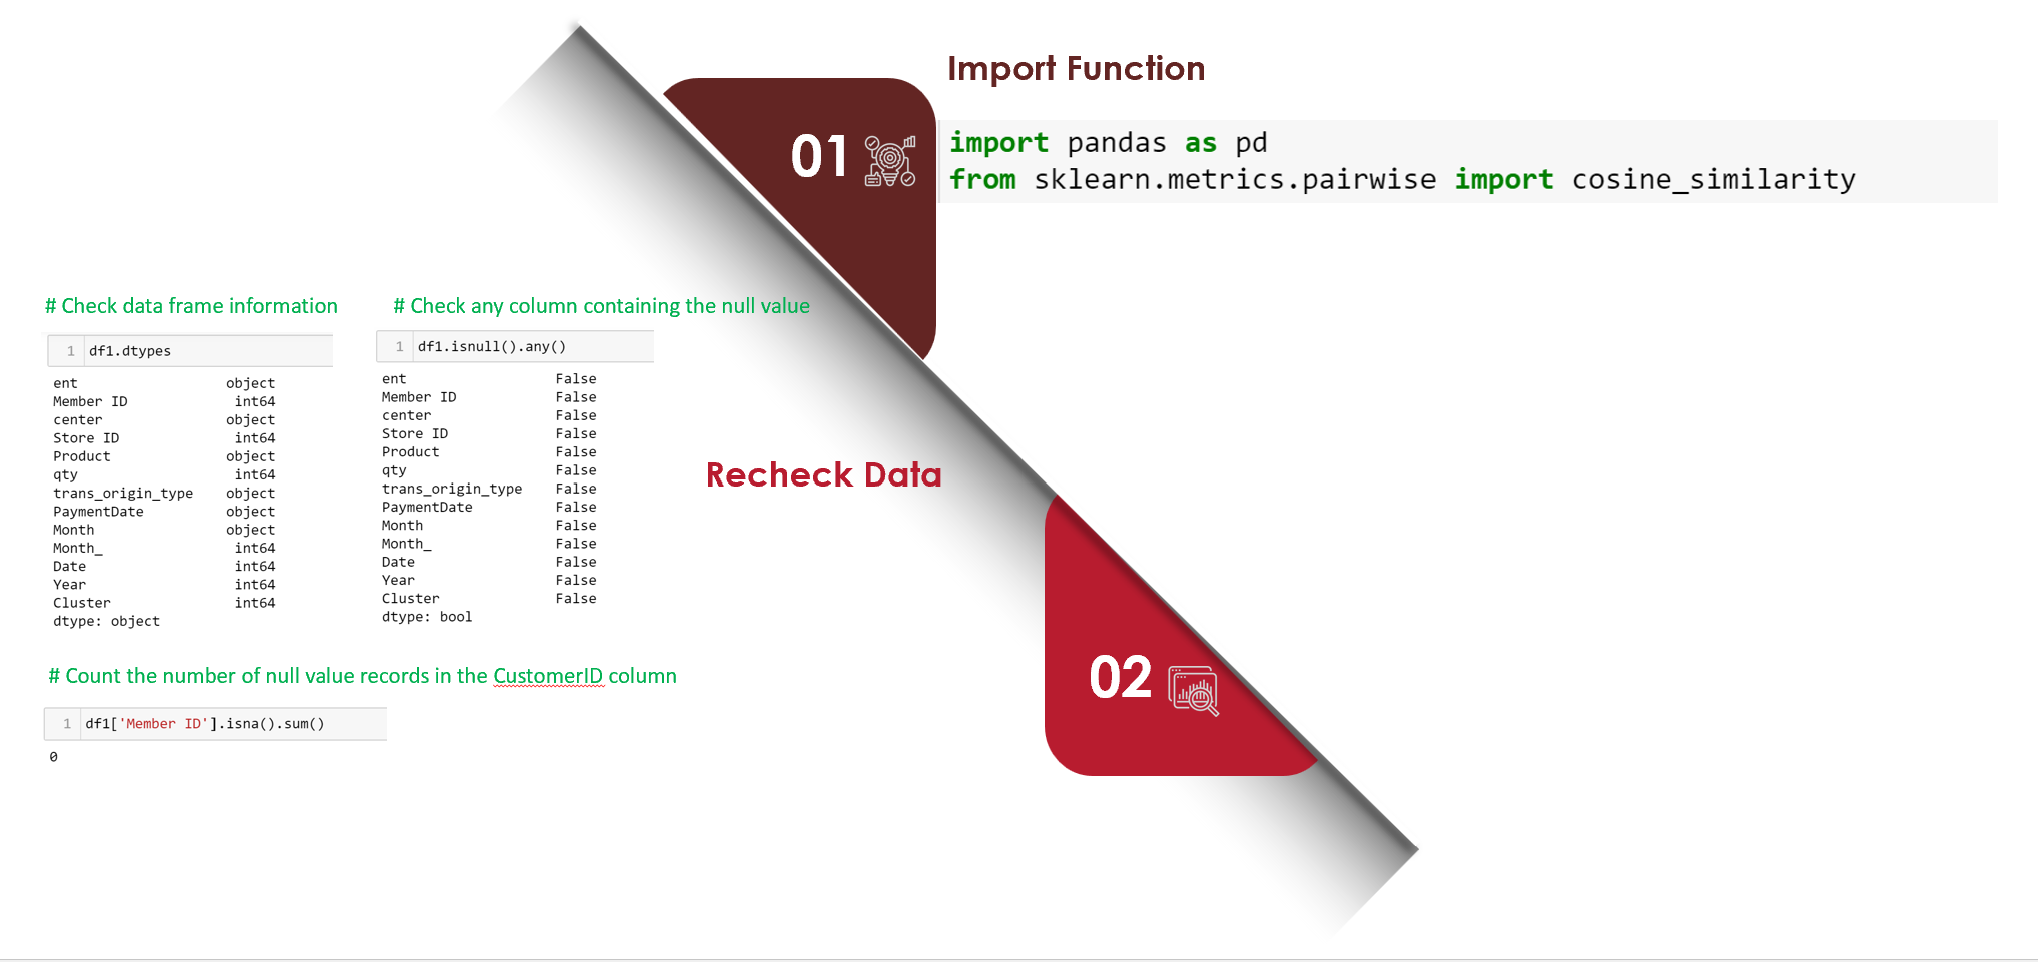 Import Function
01
import pandas as pd
from sklearn.metrics.pairwise import cosine_similarity
# Check data frame information
1 df1.dtypes
ent object
Member ID int64
center object
Store ID int64
Product object
qty int64
trans_origin_type object
PaymentDate object
Month object
Month_ int64
Date int64
Year int64
Cluster int64
dtype: object
# Check any column containing the null value
1 df1.isnull().any()
ent False
Member ID False
center False
Store ID False
Product False
qty False
trans_origin_type False
PaymentDate False
Month False
Month_ False
Date False
Year False
Cluster False
dtype: bool
Recheck Data
02
# Count the number of null value records in the CustomerID column
1 df1['Member ID'].isna().sum()
0